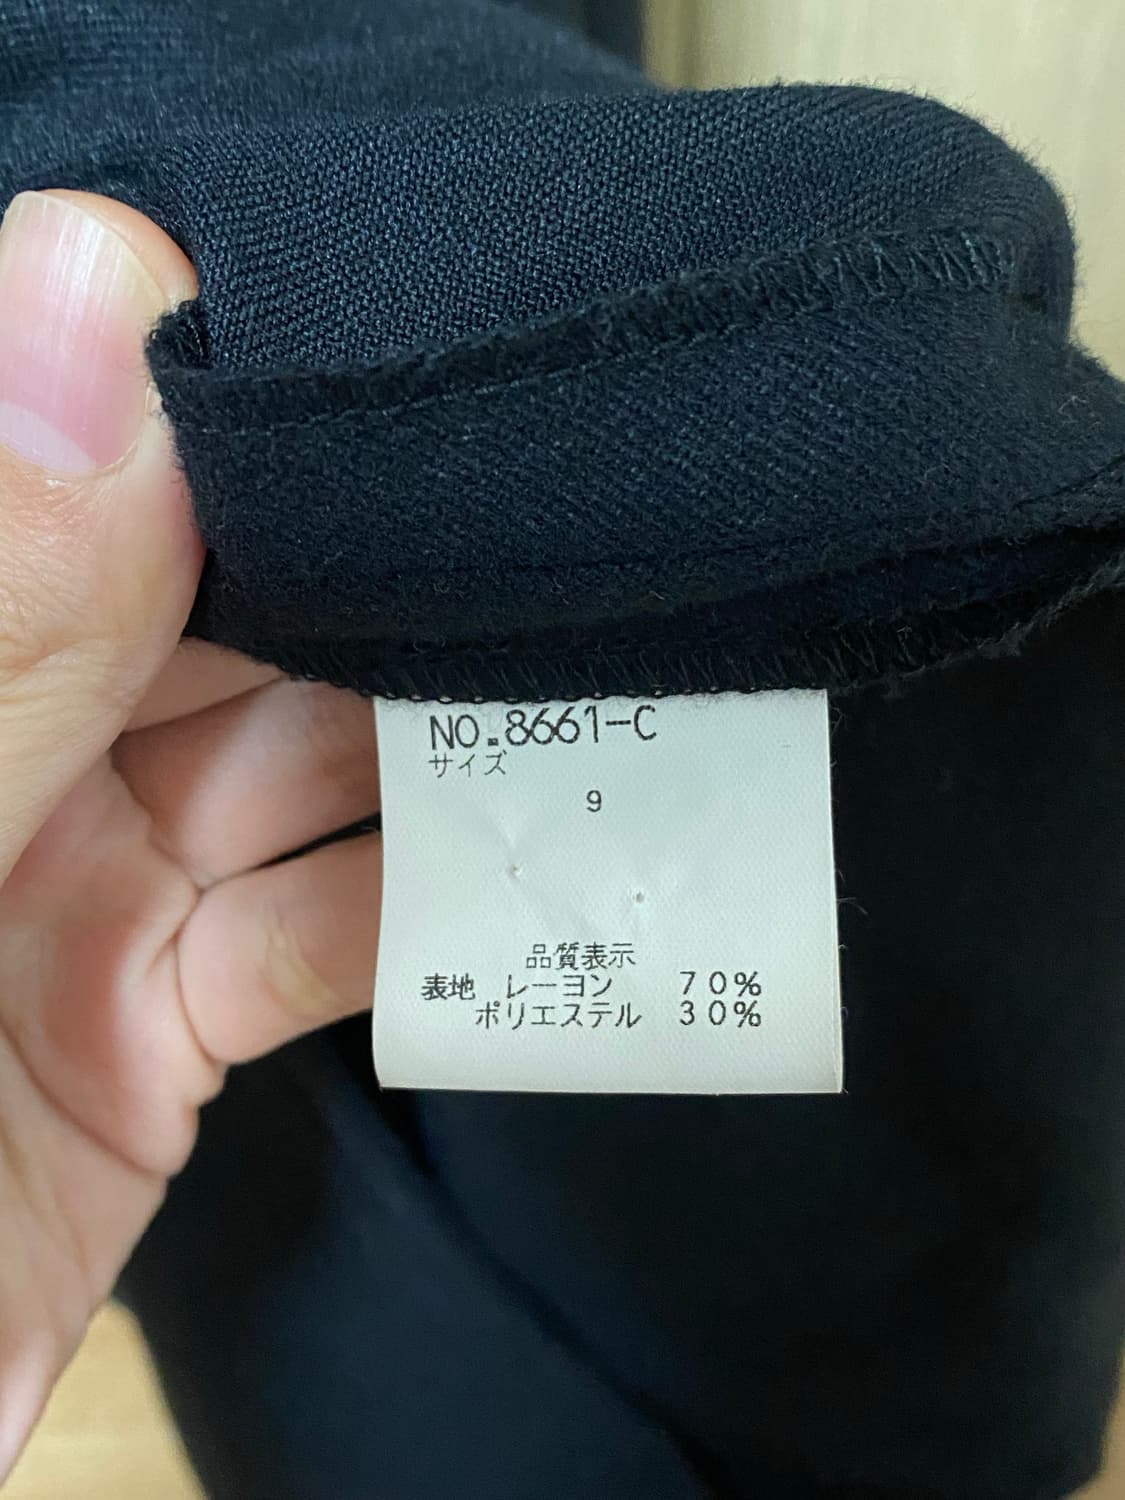 NO.8661-C
サイズ
9
品質表示
表地 レーヨン 70%
ポリエステル 30%